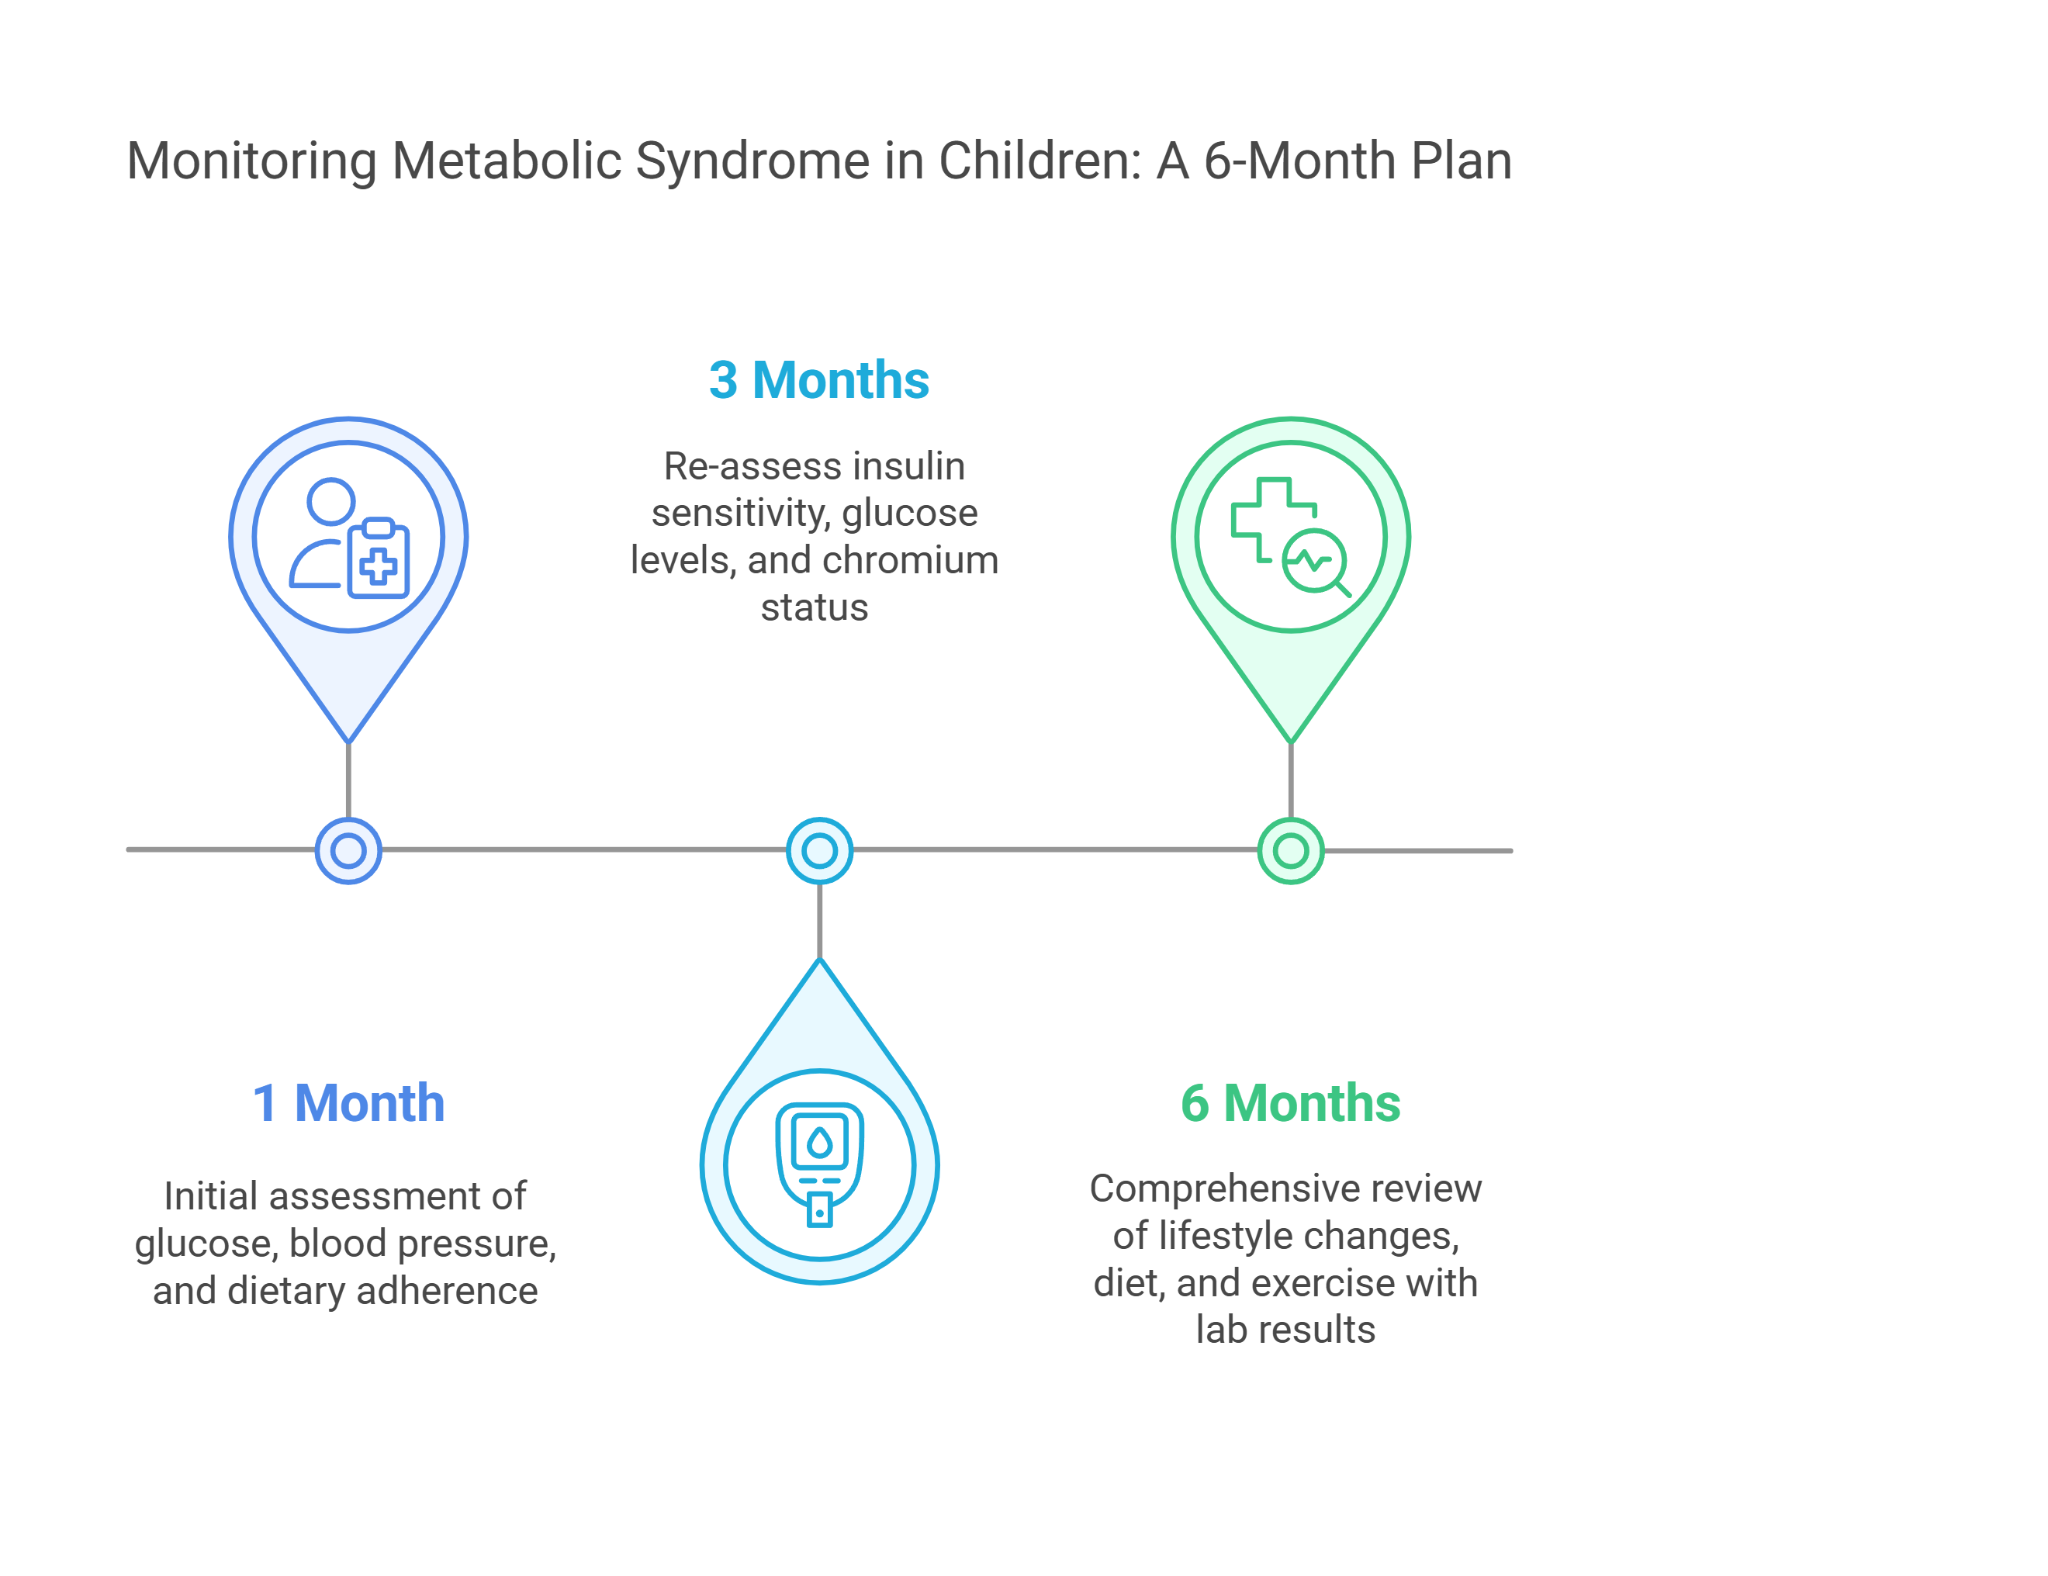 Monitoring Metabolic Syndrome in Children: A 6-Month Plan
1 Month
Initial assessment of
glucose, blood pressure,
and dietary adherence
3 Months
Re-assess insulin
sensitivity, glucose
levels, and chromium
status
6 Months
Comprehensive review
of lifestyle changes,
diet, and exercise with
lab results